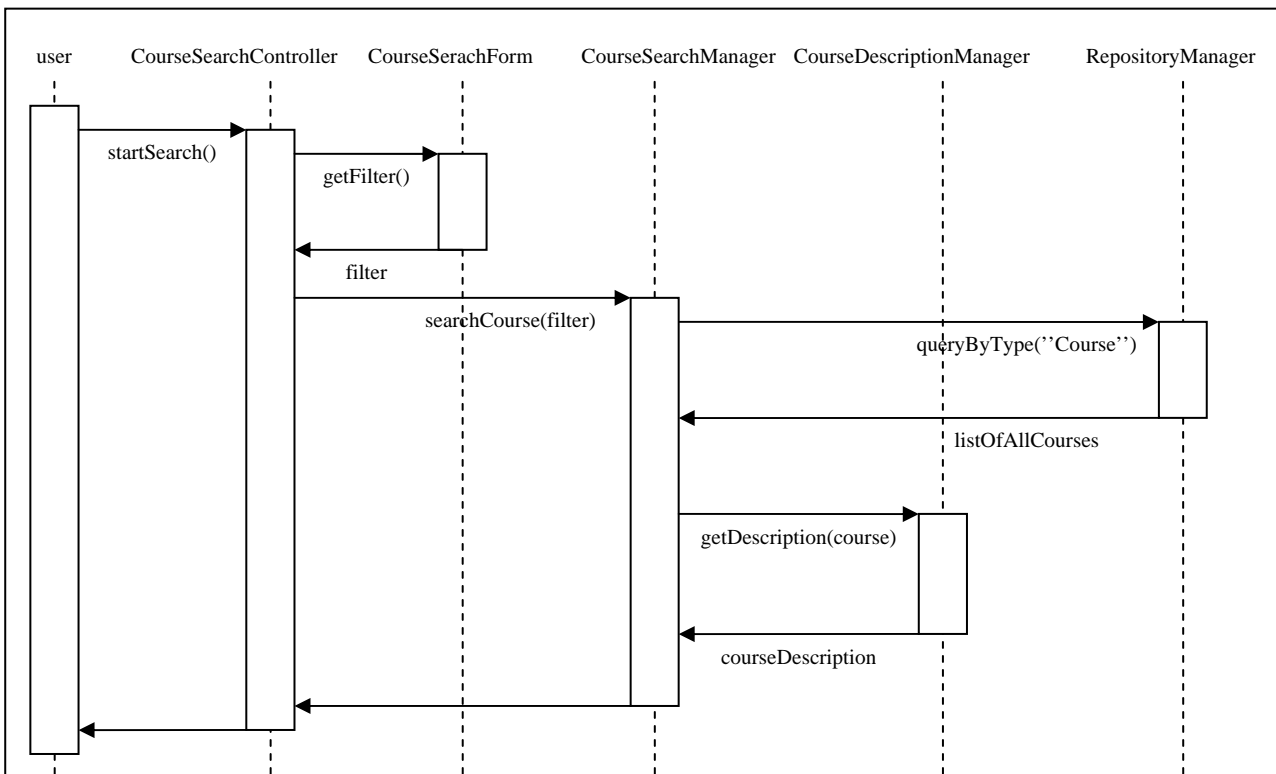 user CourseSearchController CourseSerachForm CourseSearchManager CourseDescriptionManager RepositoryManager
startSearch()
getFilter()
filter
searchCourse(filter)
queryByType(’’Course’’)
listOfAllCourses
getDescription(course)
courseDescription